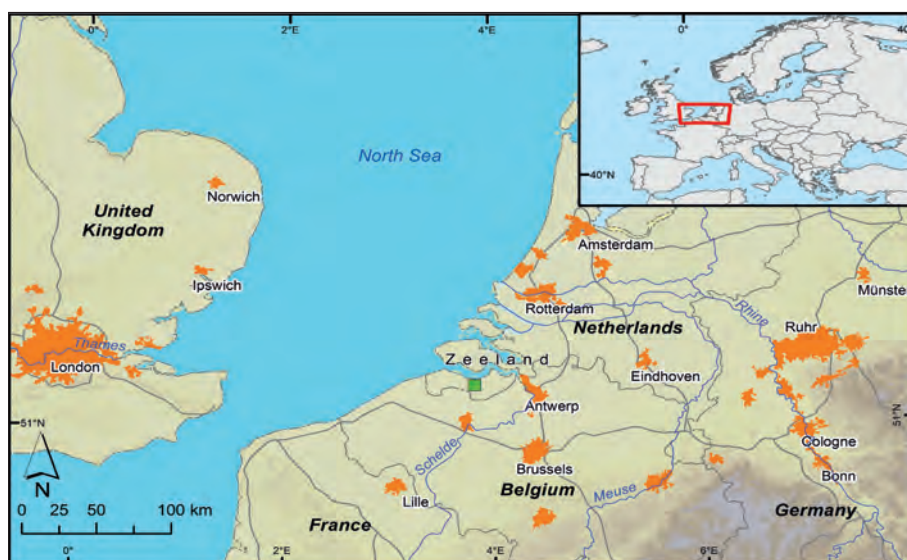 0°
2°E
4°E
0°
40°
40°N
North Sea
Norwich
United
Kingdom
Amsterdam
Ipswich
Münster
Rotterdam
Rhine
Netherlands
Ruhr
Thames
London
Zeeland
Eindhoven
Antwerp
51°N
51°N
Cologne
Schelde
Brussels
Bonn
N
Lille
Belgium
Meuse
0 25 50 100 km
France
Germany
0°
2°E
4°E
6°E